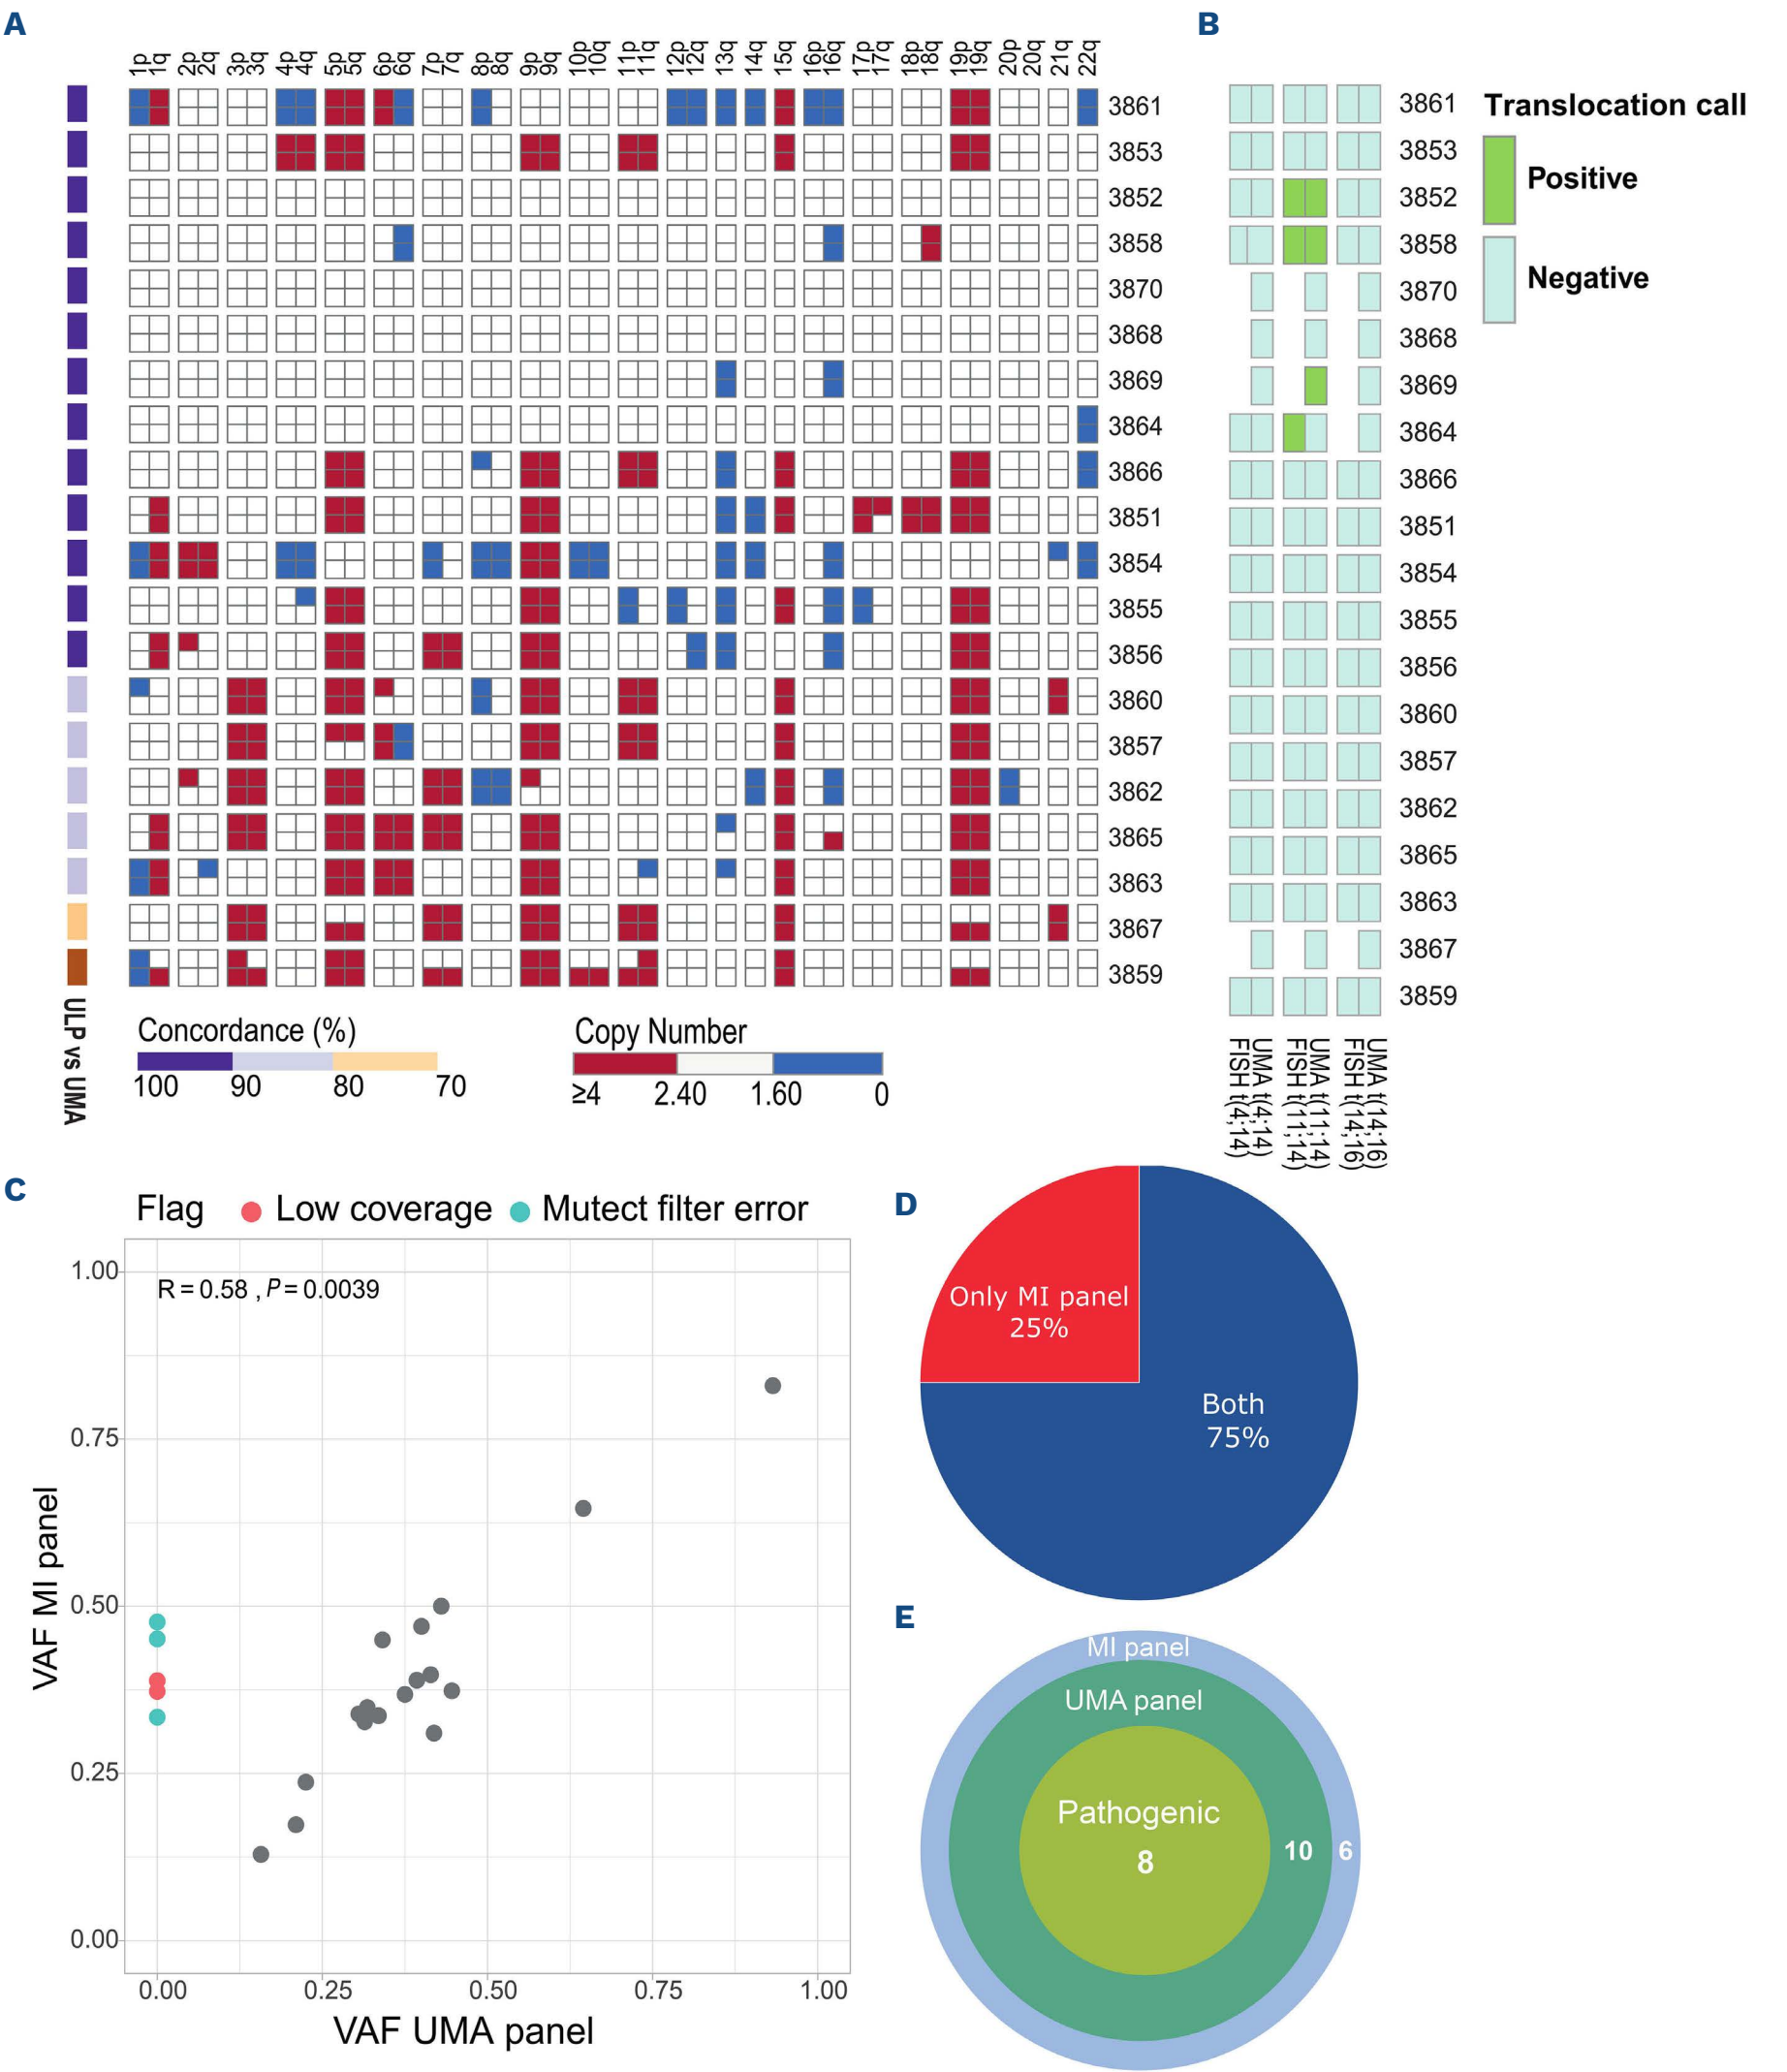 A
1p 1q 2p 2q 3p 3q 4p 4q 5p 5q 6p 6q 7p 7q 8p 8q 9p 9q 10p 10q 11p 11q 12p 12q 13q 14q 15q 16p 16q 17p 17q 18p 18q 19p 19q 20p 20q 21q 22q
3861
3853
3852
3858
3870
3868
3869
3864
3866
3851
3854
3855
3856
3860
3857
3862
3865
3863
3867
3859
ULP vs UMA
Concordance (%)
100 90 80 70
Copy Number
≥4 2.40 1.60 0
B
3861
3853
3852
3858
3870
3868
3869
3864
3866
3851
3854
3855
3856
3860
3857
3862
3865
3863
3867
3859
FISH t(4;14)
UMA t(4;14)
FISH t(11;14)
UMA t(11;14)
FISH t(14;16)
UMA t(14;16)
Translocation call
Positive
Negative
C
Flag Low coverage Mutect filter error
R = 0.58 , P = 0.0039
1.00
0.75
0.50
0.25
0.00
VAF MI panel
0.00 0.25 0.50 0.75 1.00
VAF UMA panel
D
Only MI panel
25%
Both
75%
E
MI panel
UMA panel
Pathogenic
8 10 6